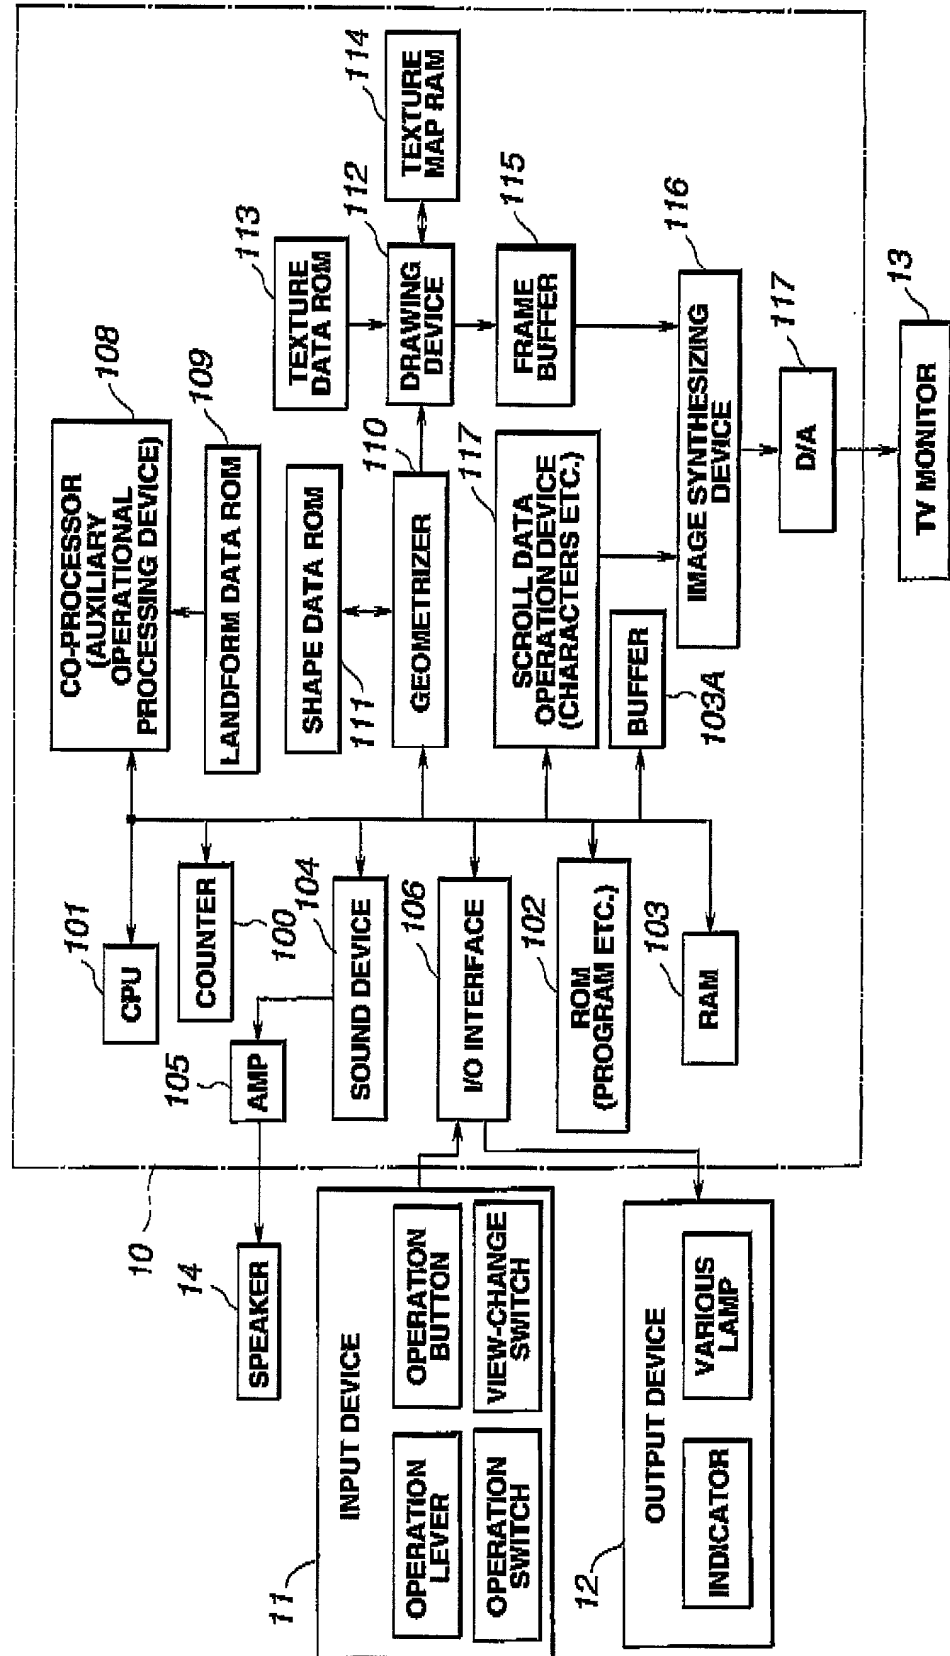 10
101
CPU
COUNTER
100
105
AMP
104
SOUND DEVICE
106
I/O INTERFACE
102
ROM
(PROGRAM ETC.)
103
RAM
108
CO-PROCESSOR
(AUXILIARY
OPERATIONAL
PROCESSING DEVICE)
109
LANDFORM DATA ROM
SHAPE DATA ROM
111
110
GEOMETRIZER
117
SCROLL DATA
OPERATION DEVICE
(CHARACTERS ETC.)
BUFFER
103A
113
TEXTURE
DATA ROM
112
DRAWING
DEVICE
114
TEXTURE
MAP RAM
115
FRAME
BUFFER
116
IMAGE SYNTHESIZING
DEVICE
117
D/A
13
TV MONITOR
14
SPEAKER
11
INPUT DEVICE
OPERATION
LEVER
OPERATION
BUTTON
OPERATION
SWITCH
VIEW-CHANGE
SWITCH
12
OUTPUT DEVICE
INDICATOR
VARIOUS
LAMP